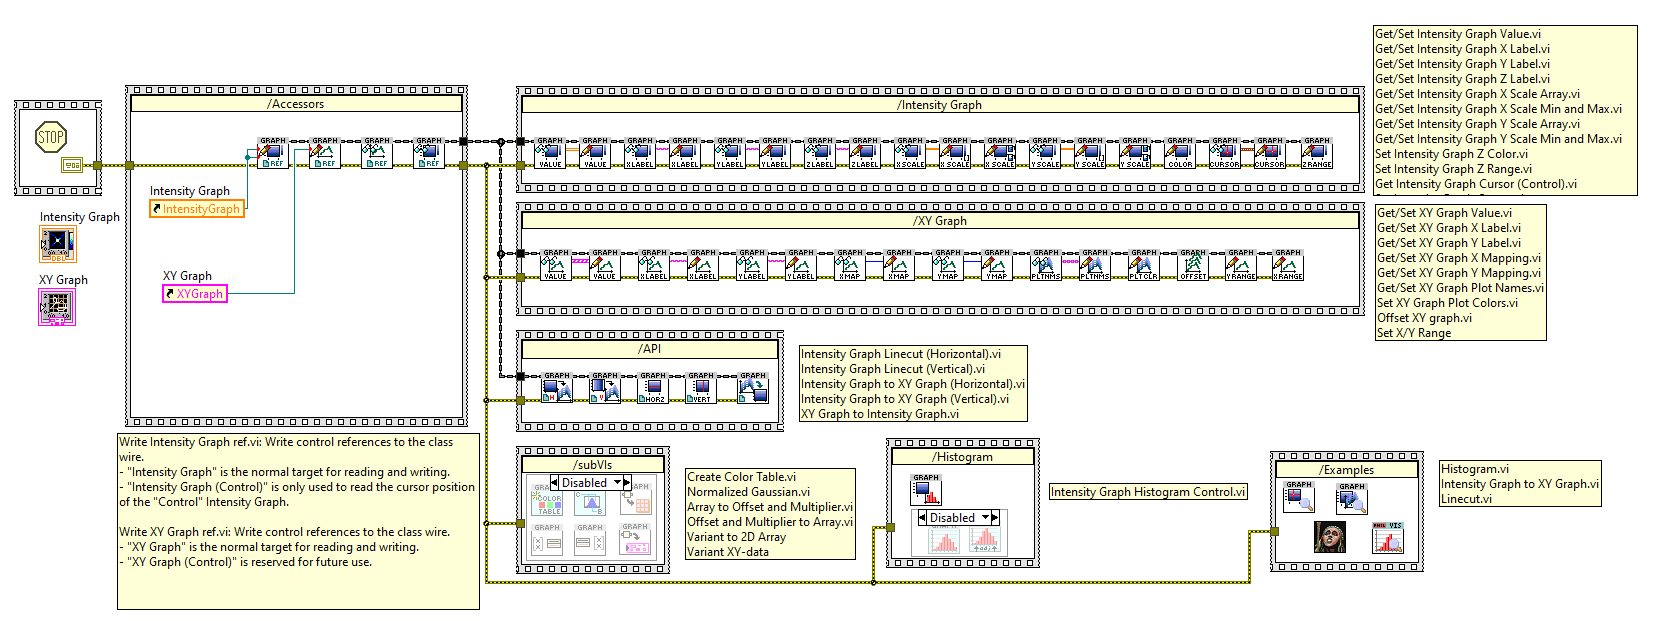 STOP
Intensity Graph
DBL
XY Graph
/Accessors
GRAPH GRAPH GRAPH GRAPH
REF REF REF REF
Intensity Graph
IntensityGraph
XY Graph
XYGraph
Write Intensity Graph ref.vi: Write control references to the class
wire.
- "Intensity Graph" is the normal target for reading and writing.
- "Intensity Graph (Control)" is only used to read the cursor position
of the "Control" Intensity Graph.
Write XY Graph ref.vi: Write control references to the class wire.
- "XY Graph" is the normal target for reading and writing.
- "XY Graph (Control)" is reserved for future use.
/Intensity Graph
GRAPH GRAPH GRAPH GRAPH GRAPH GRAPH GRAPH GRAPH GRAPH GRAPH GRAPH GRAPH GRAPH GRAPH GRAPH GRAPH GRAPH GRAPH
VALUE VALUE XLABEL XLABEL YLABEL YLABEL ZLABEL ZLABEL X SCALE X SCALE X SCALE Y SCALE Y SCALE Y SCALE COLOR CURSOR CURSOR ZRANGE
Get/Set Intensity Graph Value.vi
Get/Set Intensity Graph X Label.vi
Get/Set Intensity Graph Y Label.vi
Get/Set Intensity Graph Z Label.vi
Get/Set Intensity Graph X Scale Array.vi
Get/Set Intensity Graph X Scale Min and Max.vi
Get/Set Intensity Graph Y Scale Array.vi
Get/Set Intensity Graph Y Scale Min and Max.vi
Set Intensity Graph Z Color.vi
Set Intensity Graph Z Range.vi
Get Intensity Graph Cursor (Control).vi
/XY Graph
GRAPH GRAPH GRAPH GRAPH GRAPH GRAPH GRAPH GRAPH GRAPH GRAPH GRAPH GRAPH GRAPH GRAPH GRAPH GRAPH
VALUE VALUE XLABEL XLABEL YLABEL YLABEL XMAP XMAP YMAP YMAP PLTNMS PLTNMS PLTCLR OFFSET YRANGE XRANGE
Get/Set XY Graph Value.vi
Get/Set XY Graph X Label.vi
Get/Set XY Graph Y Label.vi
Get/Set XY Graph X Mapping.vi
Get/Set XY Graph Y Mapping.vi
Get/Set XY Graph Plot Names.vi
Set XY Graph Plot Colors.vi
Offset XY graph.vi
Set X/Y Range
/API
GRAPH GRAPH GRAPH GRAPH GRAPH
H V HORZ VERT
Intensity Graph Linecut (Horizontal).vi
Intensity Graph Linecut (Vertical).vi
Intensity Graph to XY Graph (Horizontal).vi
Intensity Graph to XY Graph (Vertical).vi
XY Graph to Intensity Graph.vi
/subVIs
Disabled
COLOR
TABLE
GRAPH GRAPH GRAPH
Create Color Table.vi
Normalized Gaussian.vi
Array to Offset and Multiplier.vi
Offset and Multiplier to Array.vi
Variant to 2D Array
Variant XY-data
/Histogram
GRAPH
Disabled
Intensity Graph Histogram Control.vi
/Examples
GRAPH GRAPH
VIS
Histogram.vi
Intensity Graph to XY Graph.vi
Linecut.vi